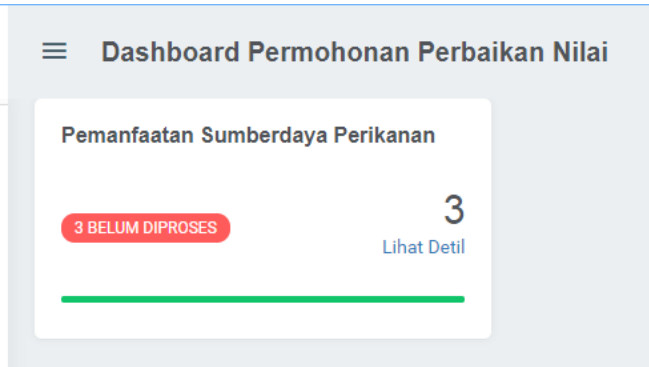 Dashboard Permohonan Perbaikan Nilai
Pemanfaatan Sumberdaya Perikanan
3 BELUM DIPROSES
3
Lihat Detil